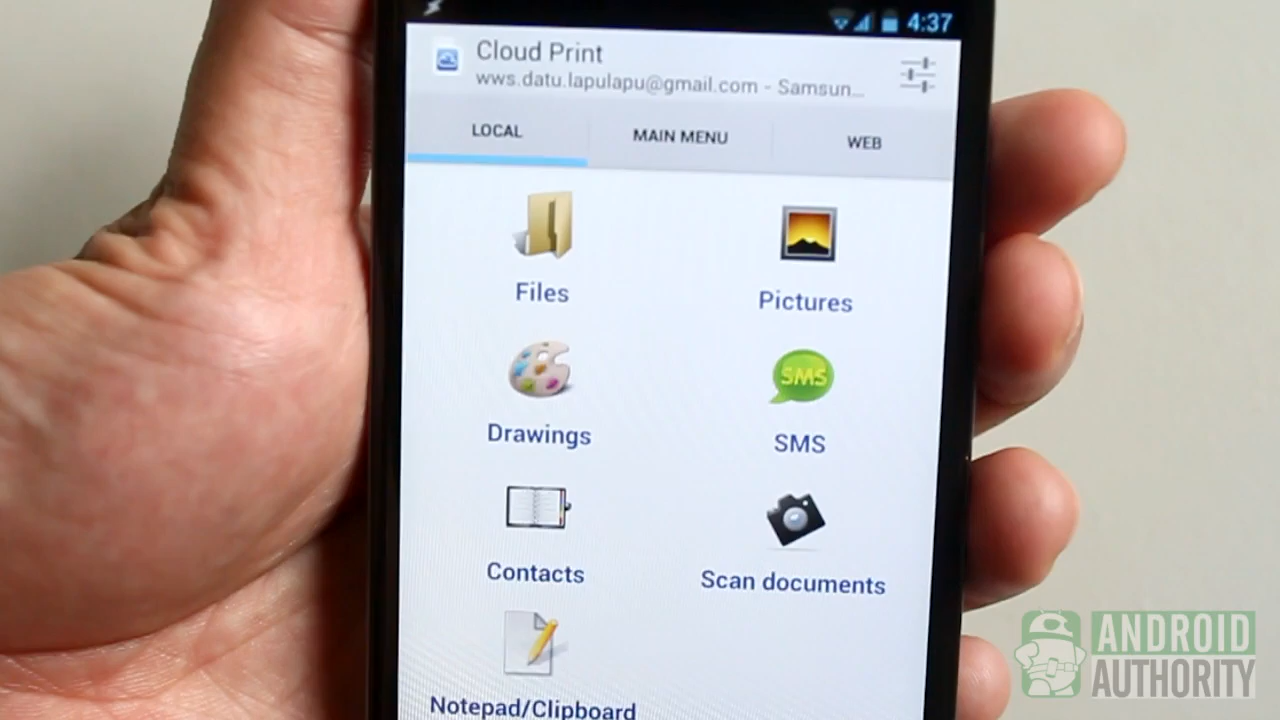 4:37
Cloud Print
wws.datu.lapulapu@gmail.com - Samsun...
LOCAL MAIN MENU WEB
Files Pictures
Drawings SMS
SMS
Contacts Scan documents
Notepad/Clipboard
ANDROID
AUTHORITY